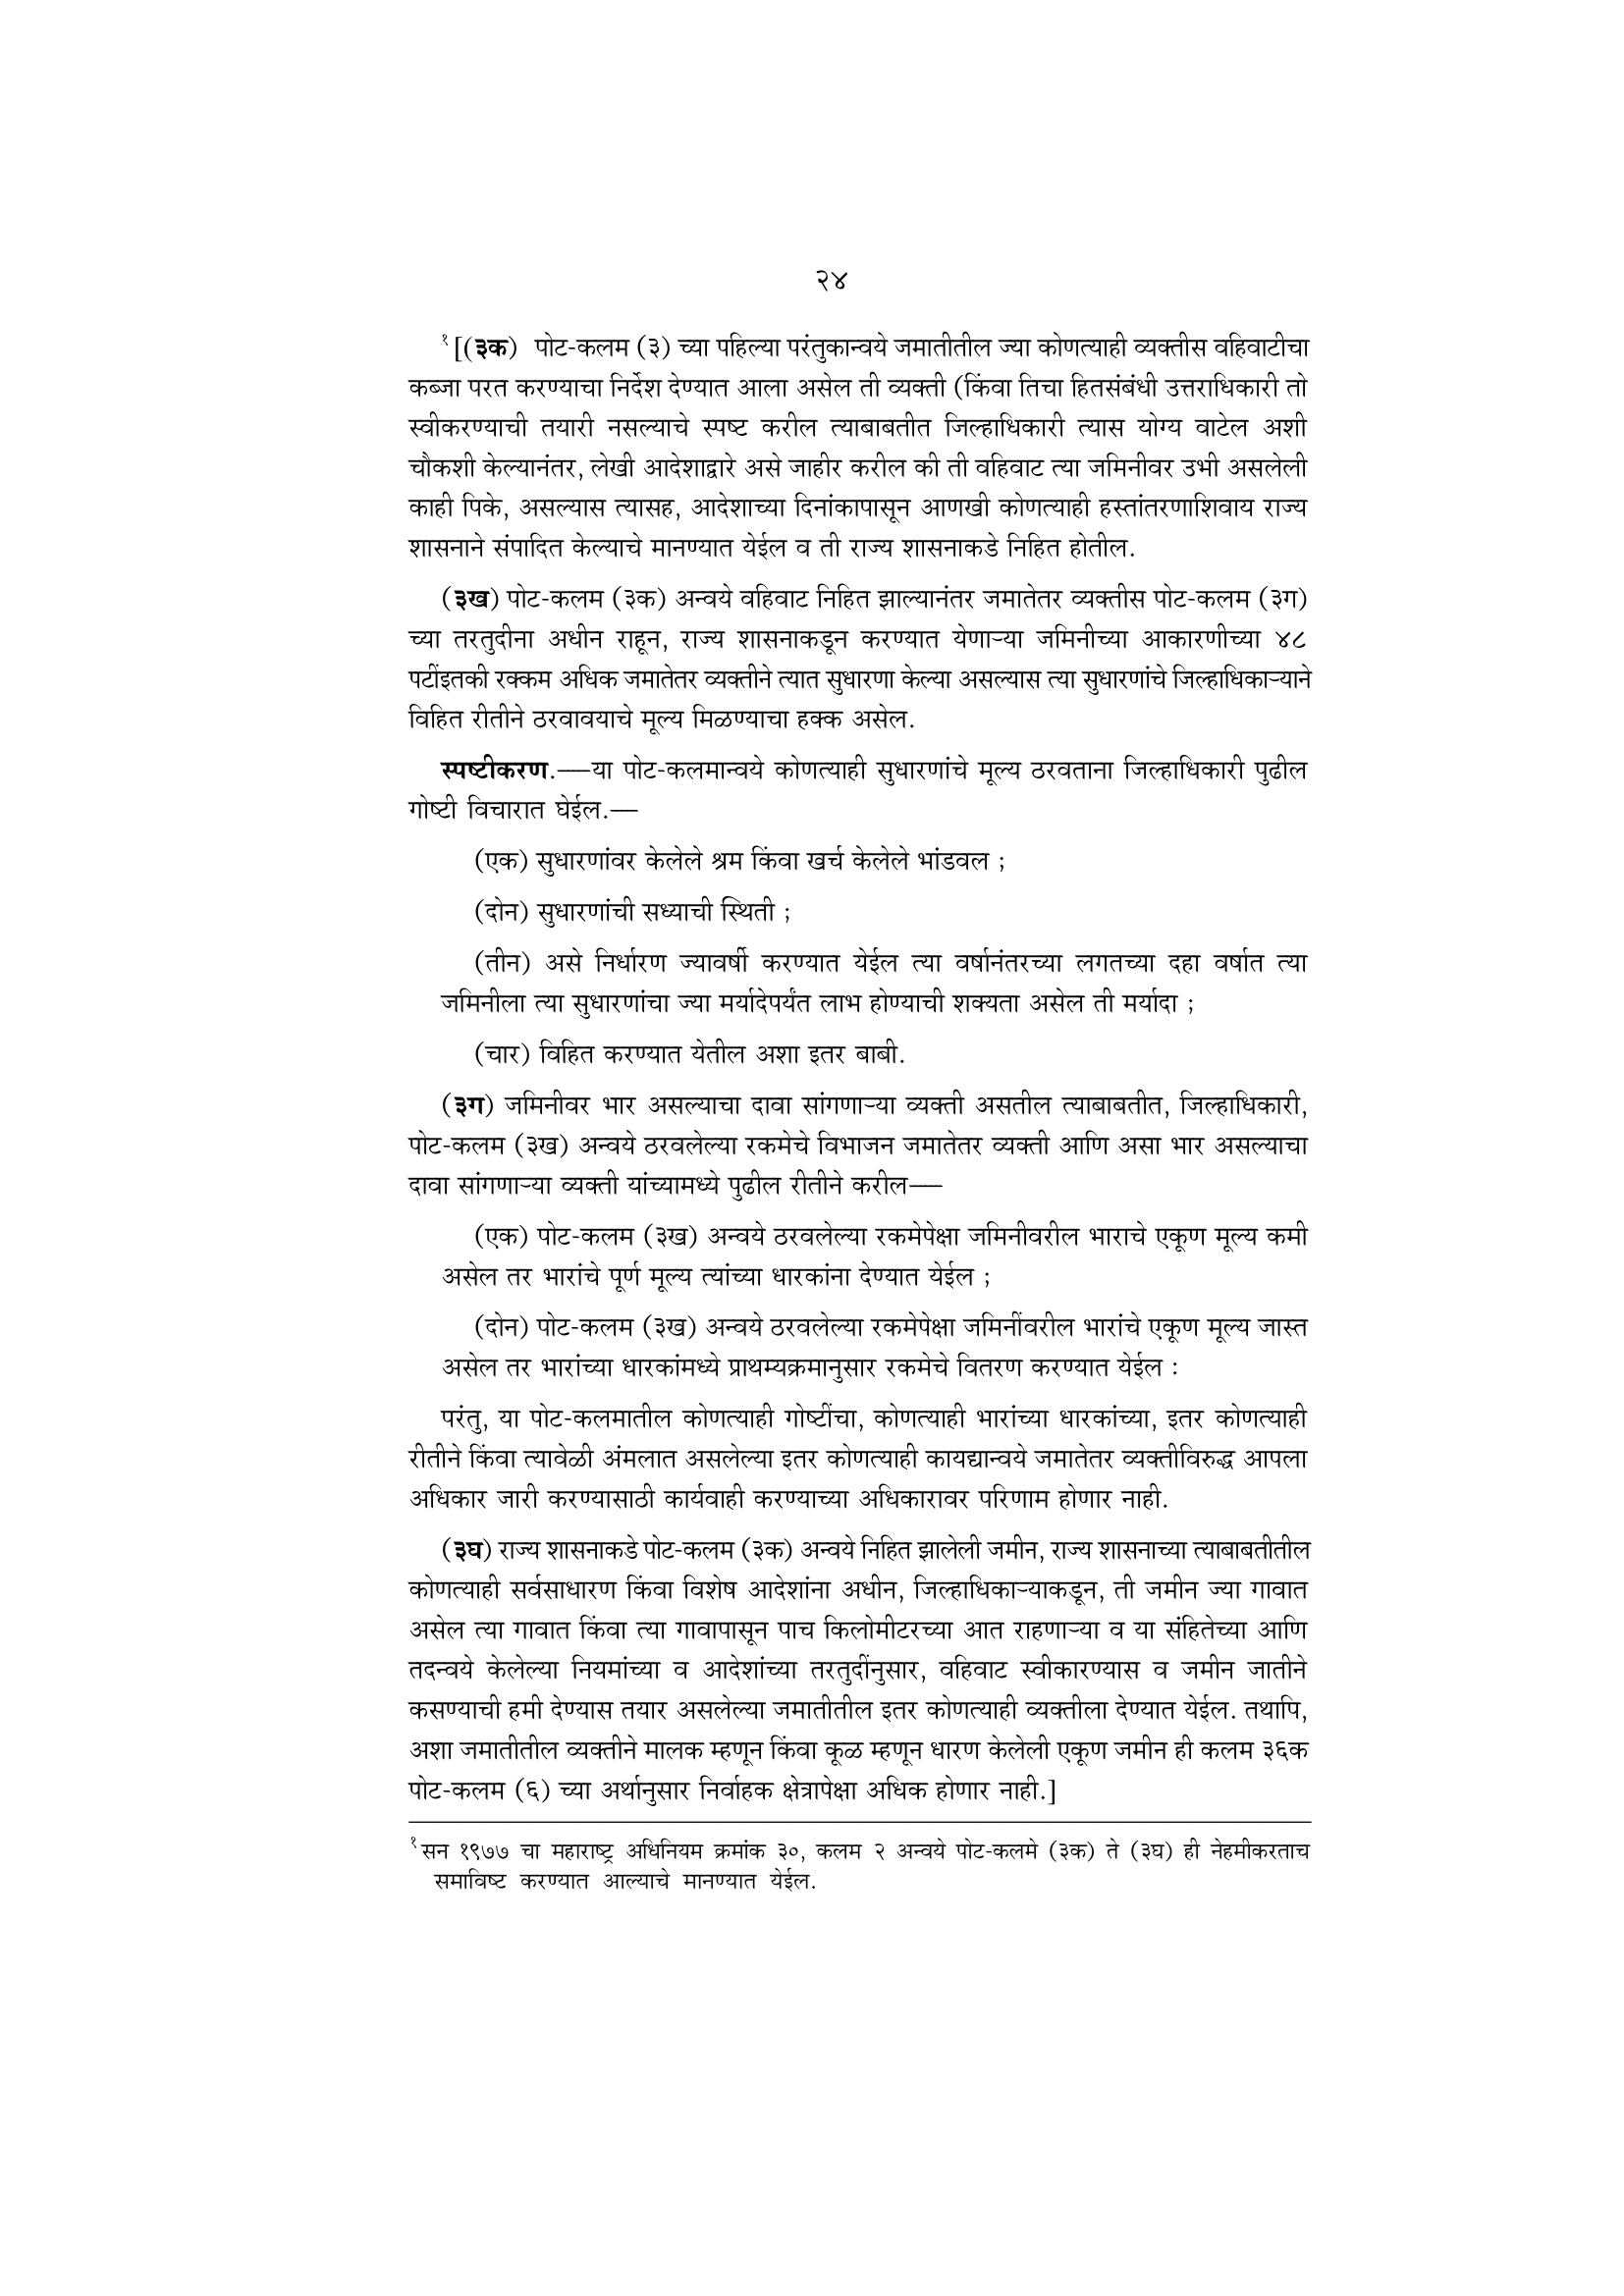 २४
१[(३क) पोट-कलम (३) च्या पहिल्या परंतुकान्वये जमातीतील ज्या कोणत्याही व्यक्तीस वहिवाटीचा
कब्जा परत करण्याचा निर्देश देण्यात आला असेल ती व्यक्ती (किंवा तिचा हितसंबंधी उत्तराधिकारी तो
स्वीकरण्याची तयारी नसल्याचे स्पष्ट करील त्याबाबतीत जिल्हाधिकारी त्यास योग्य वाटेल अशी
चौकशी केल्यानंतर, लेखी आदेशाद्वारे असे जाहीर करील की ती वहिवाट त्या जमिनीवर उभी असलेली
काही पिके, असल्यास त्यासह, आदेशाच्या दिनांकापासून आणखी कोणत्याही हस्तांतरणाशिवाय राज्य
शासनाने संपादित केल्याचे मानण्यात येईल व ती राज्य शासनाकडे निहित होतील.
(३ख) पोट-कलम (३क) अन्वये वहिवाट निहित झाल्यानंतर जमातेतर व्यक्तीस पोट-कलम (३ग)
च्या तरतुदीना अधीन राहून, राज्य शासनाकडून करण्यात येणाऱ्या जमिनीच्या आकारणीच्या ४८
पटींइतकी रक्कम अधिक जमातेतर व्यक्तीने त्यात सुधारणा केल्या असल्यास त्या सुधारणांचे जिल्हाधिकाऱ्याने
विहित रीतीने ठरवावयाचे मूल्य मिळण्याचा हक्क असेल.
स्पष्टीकरण.—या पोट-कलमान्वये कोणत्याही सुधारणांचे मूल्य ठरवताना जिल्हाधिकारी पुढील
गोष्टी विचारात घेईल.—
(एक) सुधारणांवर केलेले श्रम किंवा खर्च केलेले भांडवल ;
(दोन) सुधारणांची सध्याची स्थिती ;
(तीन) असे निर्धारण ज्यावर्षी करण्यात येईल त्या वर्षानंतरच्या लगतच्या दहा वर्षात त्या
जमिनीला त्या सुधारणांचा ज्या मर्यादेपर्यंत लाभ होण्याची शक्यता असेल ती मर्यादा ;
(चार) विहित करण्यात येतील अशा इतर बाबी.
(३ग) जमिनीवर भार असल्याचा दावा सांगणाऱ्या व्यक्ती असतील त्याबाबतीत, जिल्हाधिकारी,
पोट-कलम (३ख) अन्वये ठरवलेल्या रकमेचे विभाजन जमातेतर व्यक्ती आणि असा भार असल्याचा
दावा सांगणाऱ्या व्यक्ती यांच्यामध्ये पुढील रीतीने करील—
(एक) पोट-कलम (३ख) अन्वये ठरवलेल्या रकमेपेक्षा जमिनीवरील भाराचे एकूण मूल्य कमी
असेल तर भारांचे पूर्ण मूल्य त्यांच्या धारकांना देण्यात येईल ;
(दोन) पोट-कलम (३ख) अन्वये ठरवलेल्या रकमेपेक्षा जमिनींवरील भारांचे एकूण मूल्य जास्त
असेल तर भारांच्या धारकांमध्ये प्राथम्यक्रमानुसार रकमेचे वितरण करण्यात येईल :
परंतु, या पोट-कलमातील कोणत्याही गोष्टींचा, कोणत्याही भारांच्या धारकांच्या, इतर कोणत्याही
रीतीने किंवा त्यावेळी अंमलात असलेल्या इतर कोणत्याही कायद्यान्वये जमातेतर व्यक्तीविरुद्ध आपला
अधिकार जारी करण्यासाठी कार्यवाही करण्याच्या अधिकारावर परिणाम होणार नाही.
(३घ) राज्य शासनाकडे पोट-कलम (३क) अन्वये निहित झालेली जमीन, राज्य शासनाच्या त्याबाबतीतील
कोणत्याही सर्वसाधारण किंवा विशेष आदेशांना अधीन, जिल्हाधिकाऱ्याकडून, ती जमीन ज्या गावात
असेल त्या गावात किंवा त्या गावापासून पाच किलोमीटरच्या आत राहणाऱ्या व या संहितेच्या आणि
तदन्वये केलेल्या नियमांच्या व आदेशांच्या तरतुदींनुसार, वहिवाट स्वीकारण्यास व जमीन जातीने
कसण्याची हमी देण्यास तयार असलेल्या जमातीतील इतर कोणत्याही व्यक्तीला देण्यात येईल. तथापि,
अशा जमातीतील व्यक्तीने मालक म्हणून किंवा कूळ म्हणून धारण केलेली एकूण जमीन ही कलम ३६क
पोट-कलम (६) च्या अर्थानुसार निर्वाहक क्षेत्रापेक्षा अधिक होणार नाही.]
१ सन १९७७ चा महाराष्ट्र अधिनियम क्रमांक ३०, कलम २ अन्वये पोट-कलमे (३क) ते (३घ) ही नेहमीकरताच
समाविष्ट करण्यात आल्याचे मानण्यात येईल.